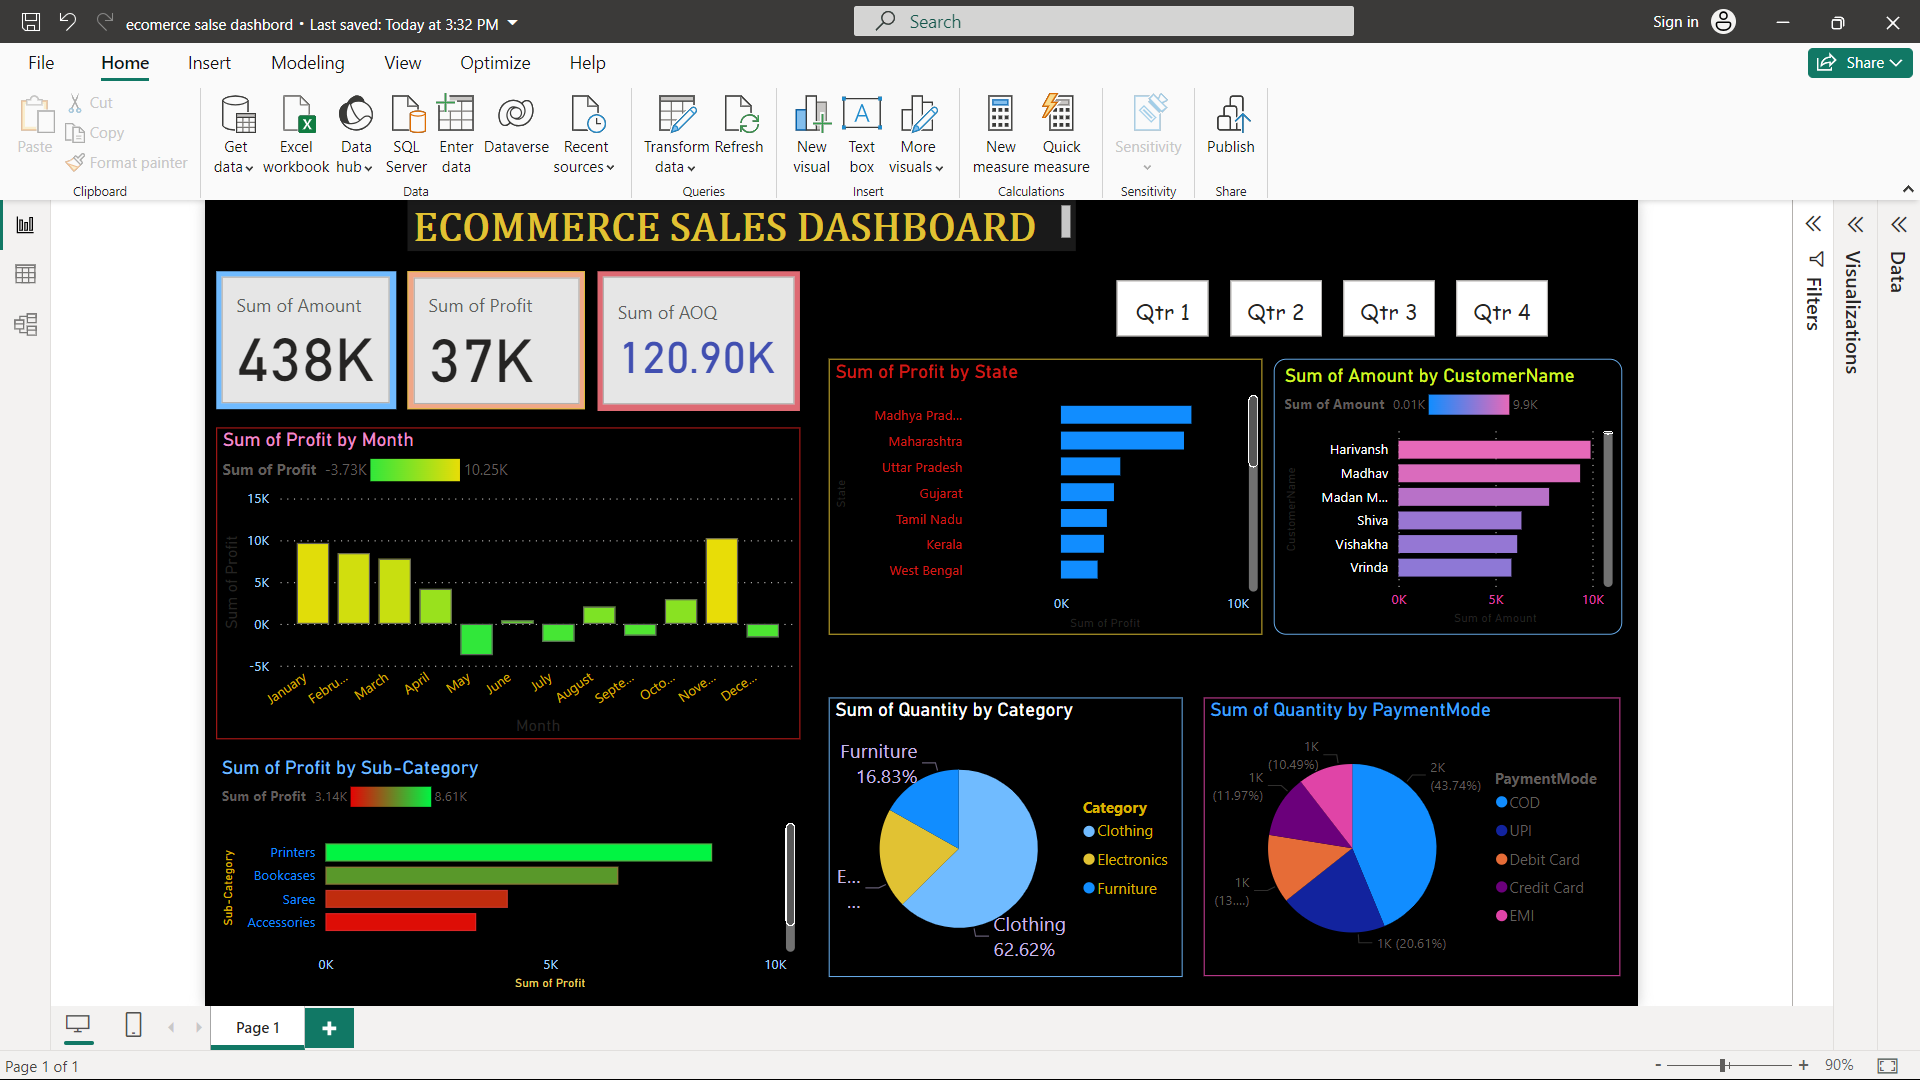 ecomerce salse dashbord • Last saved: Today at 3:32 PM
Search
Sign in
File
Home
Insert
Modeling
View
Optimize
Help
Share
Paste
Cut
Copy
Format painter
Clipboard
Get data
Excel workbook
Data hub
SQL Server
Enter data
Dataverse
Recent sources
Data
Transform data
Refresh
Queries
New visual
Text box
More visuals
Insert
New measure
Quick measure
Calculations
Sensitivity
Sensitivity
Publish
Share
ECOMMERCE SALES DASHBOARD
Sum of Amount
438K
Sum of Profit
37K
Sum of AOQ
120.90K
Qtr 1
Qtr 2
Qtr 3
Qtr 4
Sum of Profit by Month
Sum of Profit -3.73K 10.25K
Sum of Profit
15K
10K
5K
0K
-5K
January
Febru...
March
April
May
June
July
August
Septe...
Octo...
Nove...
Dece...
Month
Sum of Profit by State
State
Madhya Prad...
Maharashtra
Uttar Pradesh
Gujarat
Tamil Nadu
Kerala
West Bengal
0K
10K
Sum of Profit
Sum of Amount by CustomerName
Sum of Amount 0.01K 9.9K
CustomerName
Harivansh
Madhav
Madan M...
Shiva
Vishakha
Vrinda
0K
5K
10K
Sum of Amount
Sum of Profit by Sub-Category
Sum of Profit 3.14K 8.61K
Sub-Category
Printers
Bookcases
Saree
Accessories
0K
5K
10K
Sum of Profit
Sum of Quantity by Category
Furniture
16.83%
E...
...
Clothing
62.62%
Category
Clothing
Electronics
Furniture
Sum of Quantity by PaymentMode
1K
(10.49%)
1K
(11.97%)
1K
(13....)
2K
(43.74%)
1K (20.61%)
PaymentMode
COD
UPI
Debit Card
Credit Card
EMI
Filters
Visualizations
Data
Page 1
Page 1 of 1
- + 90%